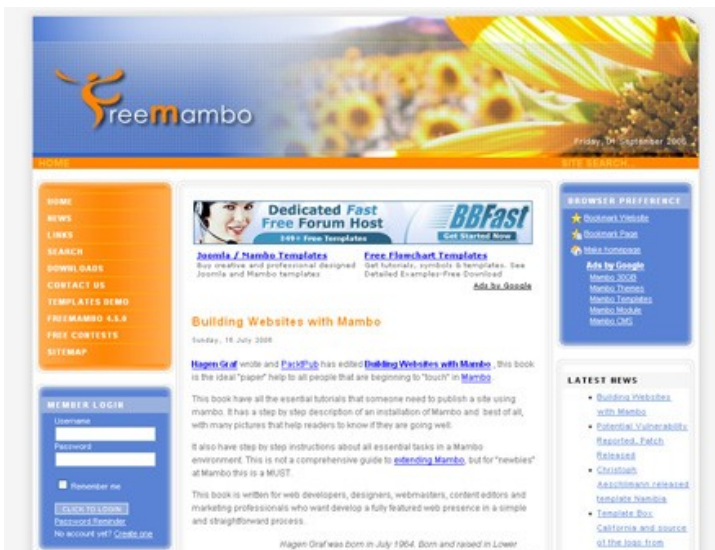 Freemambo
Friday, 01 September 2006
HOME
SITE SEARCH...
HOME
NEWS
LINKS
SEARCH
DOWNLOADS
CONTACT US
TEMPLATES DEMO
FREEMAMBO 4.5.0
FREE CONTESTS
SITEMAP
MEMBER LOGIN
Username
Password
Remember me
CLICK TO LOGIN
Password Reminder
No account yet? Create one
Dedicated Fast
Free Forum Host
349+ Free Templates
BBFast
Get Started Now
Joomla / Mambo Templates
Buy creative and professional designed
Joomla and Mambo templates
Free Flowchart Templates
Get tutorials, symbols & templates. See
Detailed Examples-Free Download
Ads by Google
Building Websites with Mambo
Sunday, 16 July 2006
Hagen Graf wrote and PacktPub has edited Building Websites with Mambo , this book
is the ideal "paper" help to all people that are beginning to "touch" in Mambo.
This book have all the esential tutorials that someone need to publish a site using
mambo. It has a step by step description of an installation of Mambo and best of all,
with many pictures that help readers to know if they are going well.
It also have step by step instructions about all essential tasks in a Mambo
environment. This is not a comprehensive guide to extending Mambo, but for "newbies"
at Mambo this is a MUST.
This book is written for web developers, designers, webmasters, content editors and
marketing professionals who want develop a fully featured web presence in a simple
and straightforward process.
Hagen Graf was born in July 1964. Born and raised in Lower
BROWSER PREFERENCE
Bookmark Website
Bookmark Page
Make homepage
Ads by Google
Mambo 30GB
Mambo Themes
Mambo Templates
Mambo Module
Mambo CMS
LATEST NEWS
Building Websites
with Mambo
Potential Vulnerability
Reported, Patch
Released
Christoph
Aeschlimann released
template Namibia
Template Box
California and source
of the logo from